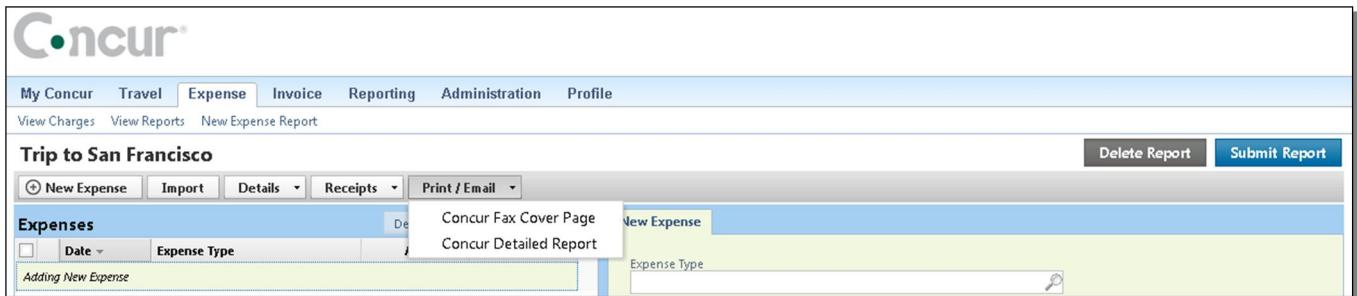 Concur
My Concur Travel Expense Invoice Reporting Administration Profile
View Charges View Reports New Expense Report
Trip to San Francisco Delete Report Submit Report
New Expense Import Details Receipts Print / Email
Concur Fax Cover Page
Concur Detailed Report
Expenses
Date Expense Type
Adding New Expense
New Expense
Expense Type